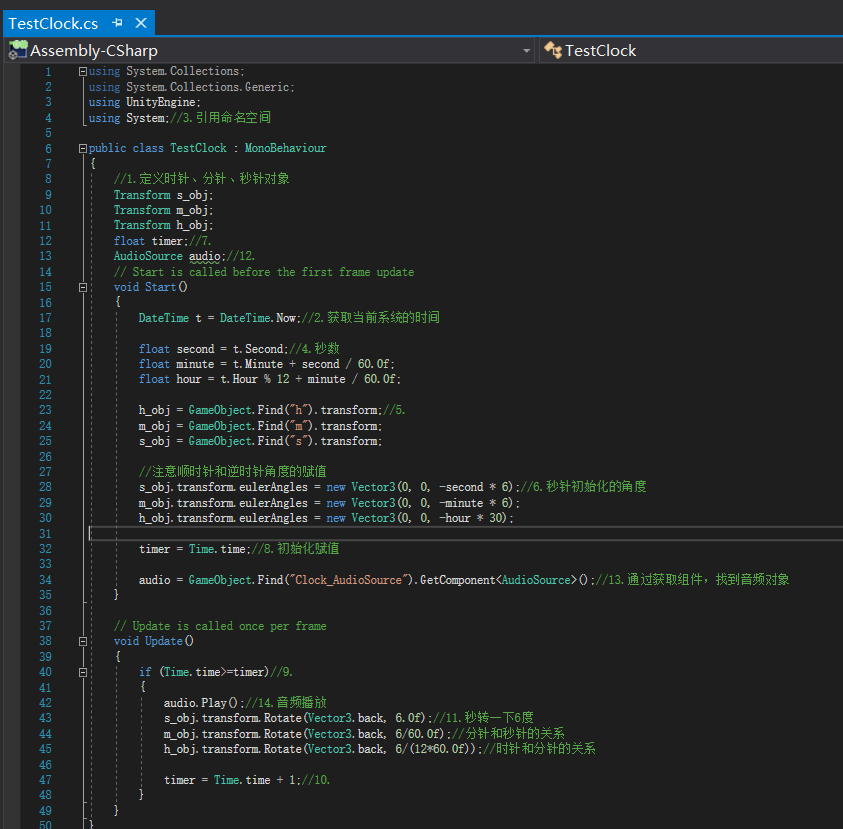 TestClock.cs
Assembly-CSharp
TestClock
1 using System.Collections;
2 using System.Collections.Generic;
3 using UnityEngine;
4 using System;//3.引用命名空间
5
6 public class TestClock : MonoBehaviour
7 {
8 //1.定义时针、分针、秒针对象
9 Transform s_obj;
10 Transform m_obj;
11 Transform h_obj;
12 float timer;//7.
13 AudioSource audio;//12.
14 // Start is called before the first frame update
15 void Start()
16 {
17 DateTime t = DateTime.Now;//2.获取当前系统的时间
18
19 float second = t.Second;//4.秒数
20 float minute = t.Minute + second / 60.0f;
21 float hour = t.Hour % 12 + minute / 60.0f;
22
23 h_obj = GameObject.Find("h").transform;//5.
24 m_obj = GameObject.Find("m").transform;
25 s_obj = GameObject.Find("s").transform;
26
27 //注意顺时针和逆时针角度的赋值
28 s_obj.transform.eulerAngles = new Vector3(0, 0, -second * 6);//6.秒针初始化的角度
29 m_obj.transform.eulerAngles = new Vector3(0, 0, -minute * 6);
30 h_obj.transform.eulerAngles = new Vector3(0, 0, -hour * 30);
31
32 timer = Time.time;//8.初始化赋值
33
34 audio = GameObject.Find("Clock_AudioSource").GetComponent<AudioSource>();//13.通过获取组件，找到音频对象
35 }
36
37 // Update is called once per frame
38 void Update()
39 {
40 if (Time.time>=timer)//9.
41 {
42 audio.Play();//14.音频播放
43 s_obj.transform.Rotate(Vector3.back, 6.0f);//11.秒转一下6度
44 m_obj.transform.Rotate(Vector3.back, 6/60.0f);//分针和秒针的关系
45 h_obj.transform.Rotate(Vector3.back, 6/(12*60.0f));//时针和分针的关系
46
47 timer = Time.time + 1;//10.
48 }
49 }
50 }